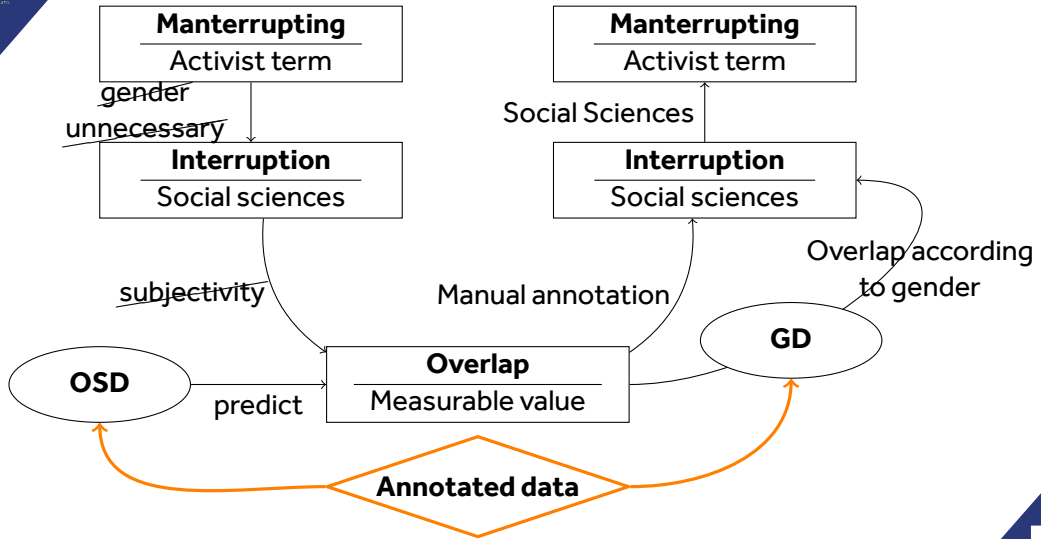 Manterrupting
Activist term
gender
unnecessary
Interruption
Social sciences
subjectivity
OSD
predict
Overlap
Measurable value
Annotated data
Manterrupting
Activist term
Social Sciences
Interruption
Social sciences
Manual annotation
Overlap according
to gender
GD